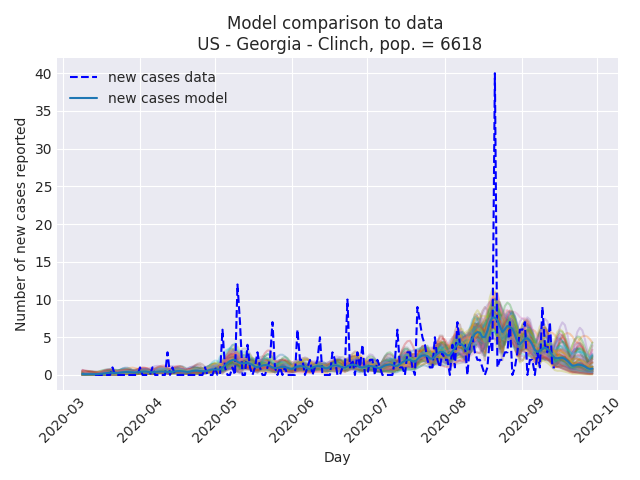 Model comparison to data
US - Georgia - Clinch, pop. = 6618
new cases data
new cases model
Number of new cases reported
40
35
30
25
20
15
10
5
0
2020-03
2020-04
2020-05
2020-06
2020-07
2020-08
2020-09
2020-10
Day